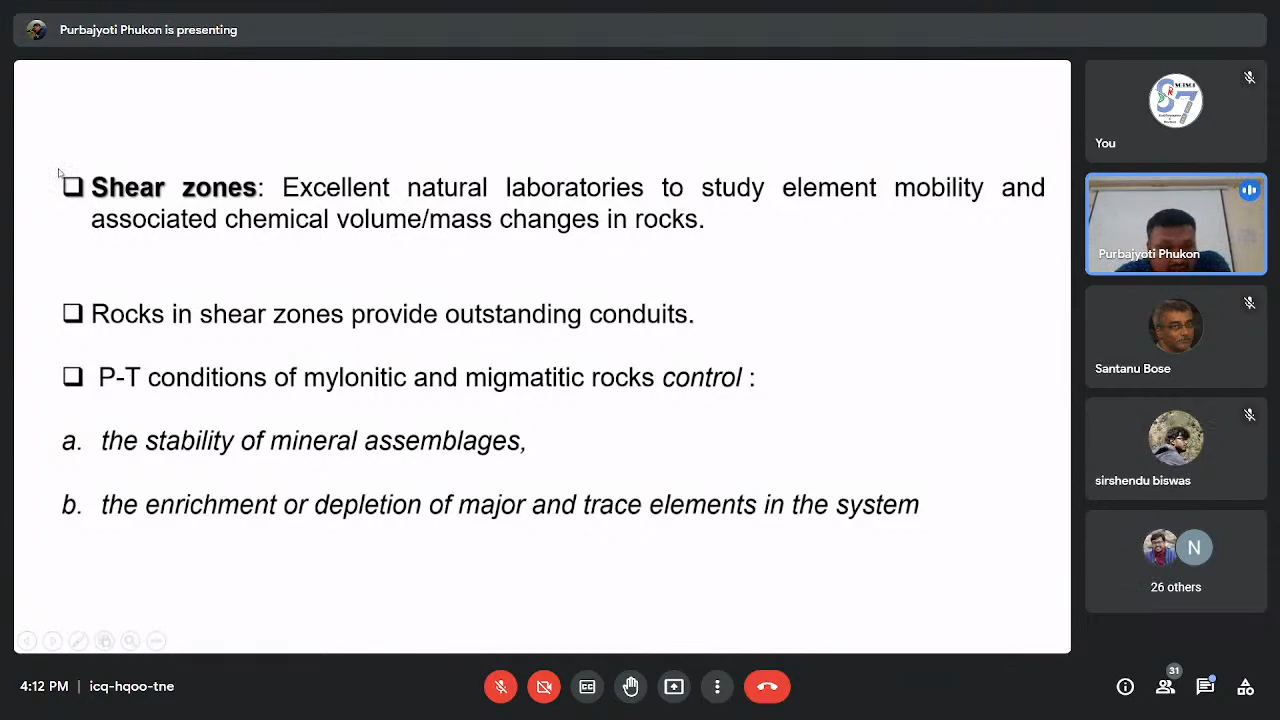 Purbajyoti Phukon is presenting
Shear zones: Excellent natural laboratories to study element mobility and
associated chemical volume/mass changes in rocks.
Rocks in shear zones provide outstanding conduits.
P-T conditions of mylonitic and migmatitic rocks control :
a. the stability of mineral assemblages,
b. the enrichment or depletion of major and trace elements in the system
You
Purbajyoti Phukon
Santanu Bose
sirshendu biswas
N
26 others
4:12 PM | icq-hqoo-tne
31